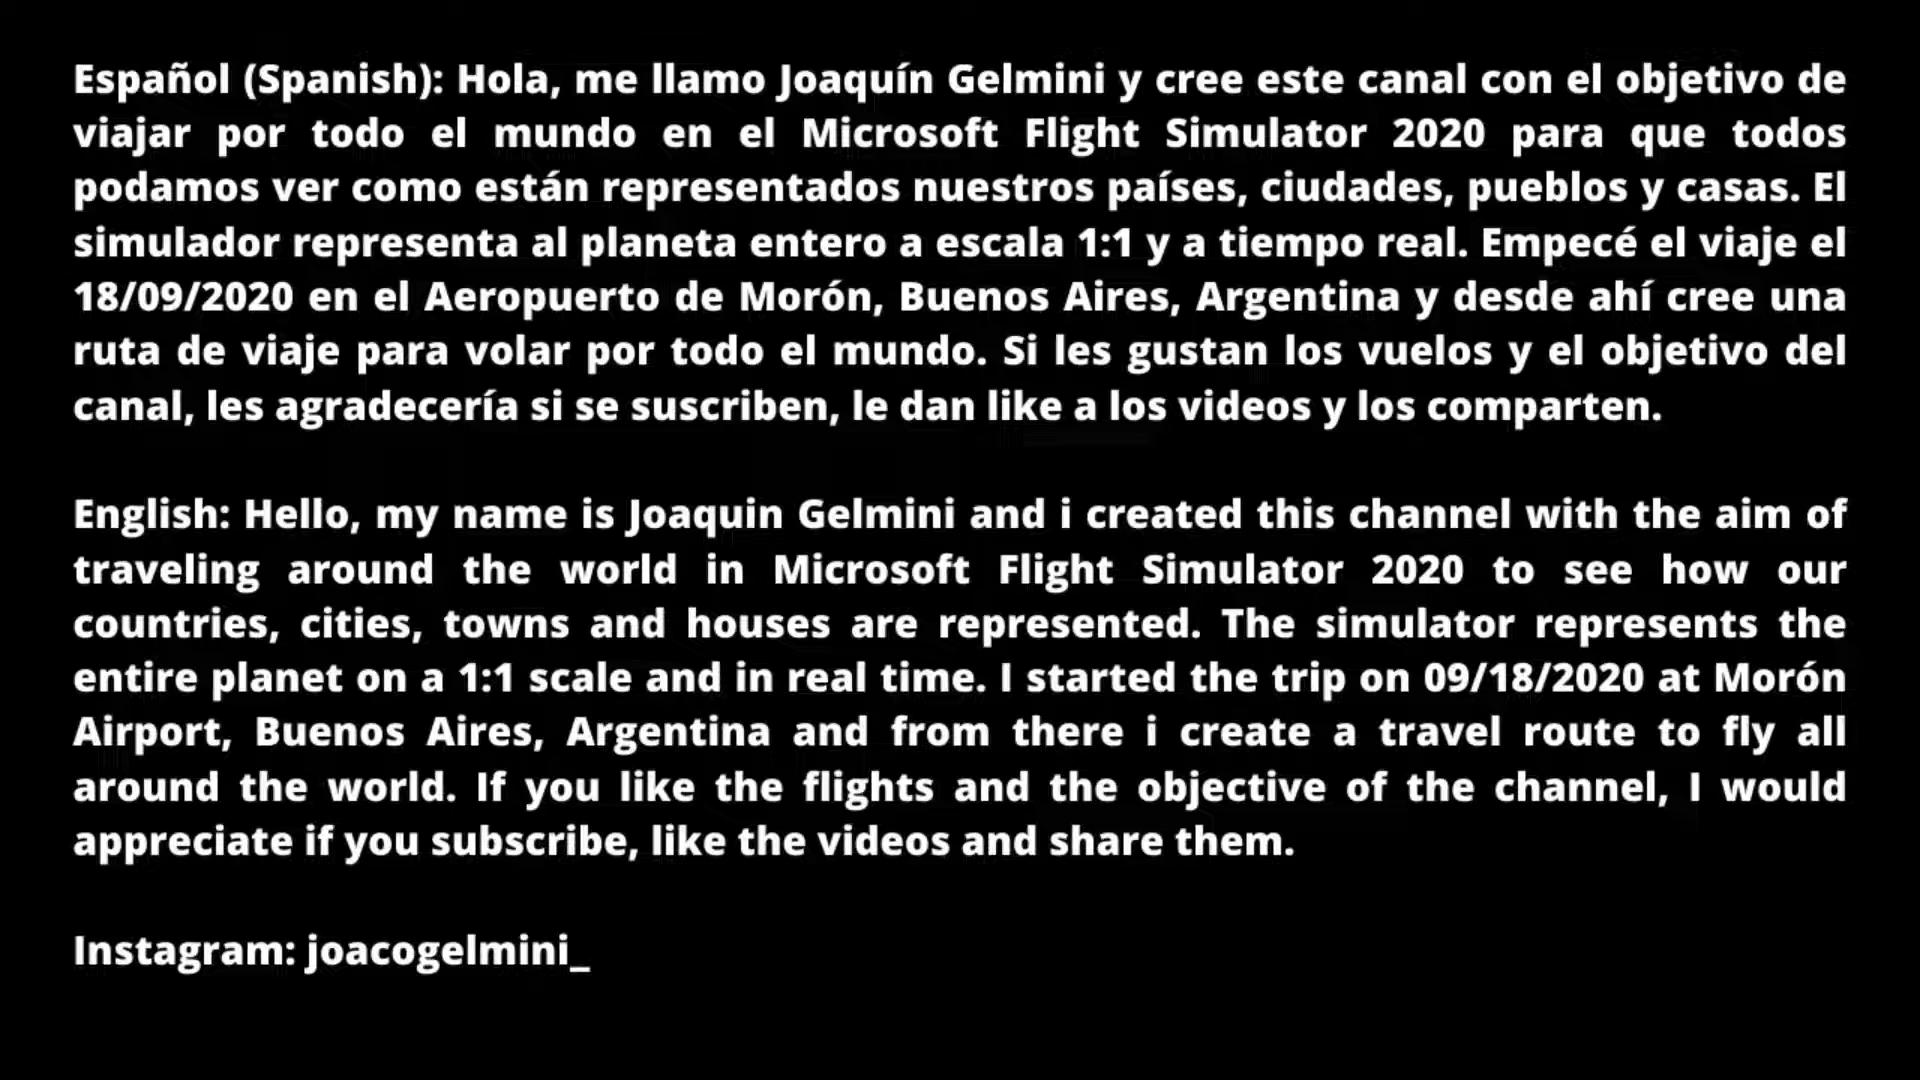 Español (Spanish): Hola, me llamo Joaquín Gelmini y cree este canal con el objetivo de
viajar por todo el mundo en el Microsoft Flight Simulator 2020 para que todos
podamos ver como están representados nuestros países, ciudades, pueblos y casas. El
simulador representa al planeta entero a escala 1:1 y a tiempo real. Empecé el viaje el
18/09/2020 en el Aeropuerto de Morón, Buenos Aires, Argentina y desde ahí cree una
ruta de viaje para volar por todo el mundo. Si les gustan los vuelos y el objetivo del
canal, les agradecería si se suscriben, le dan like a los videos y los comparten.
English: Hello, my name is Joaquin Gelmini and i created this channel with the aim of
traveling around the world in Microsoft Flight Simulator 2020 to see how our
countries, cities, towns and houses are represented. The simulator represents the
entire planet on a 1:1 scale and in real time. I started the trip on 09/18/2020 at Morón
Airport, Buenos Aires, Argentina and from there i create a travel route to fly all
around the world. If you like the flights and the objective of the channel, I would
appreciate if you subscribe, like the videos and share them.
Instagram: joacogelmini_